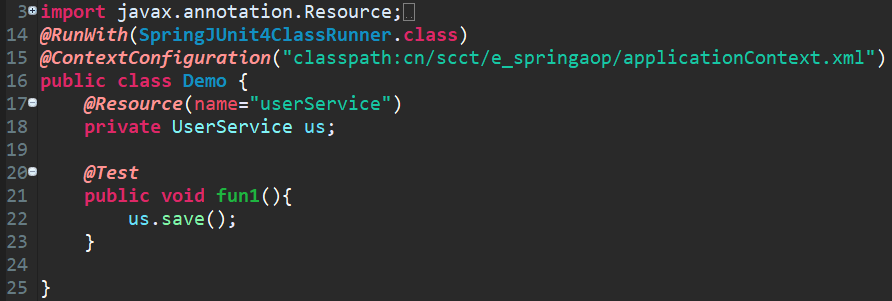 3 import javax.annotation.Resource;
14 @RunWith(SpringJUnit4ClassRunner.class)
15 @ContextConfiguration("classpath:cn/scct/e_springaop/applicationContext.xml")
16 public class Demo {
17 @Resource(name="userService")
18 private UserService us;
19
20 @Test
21 public void fun1(){
22 us.save();
23 }
24
25 }